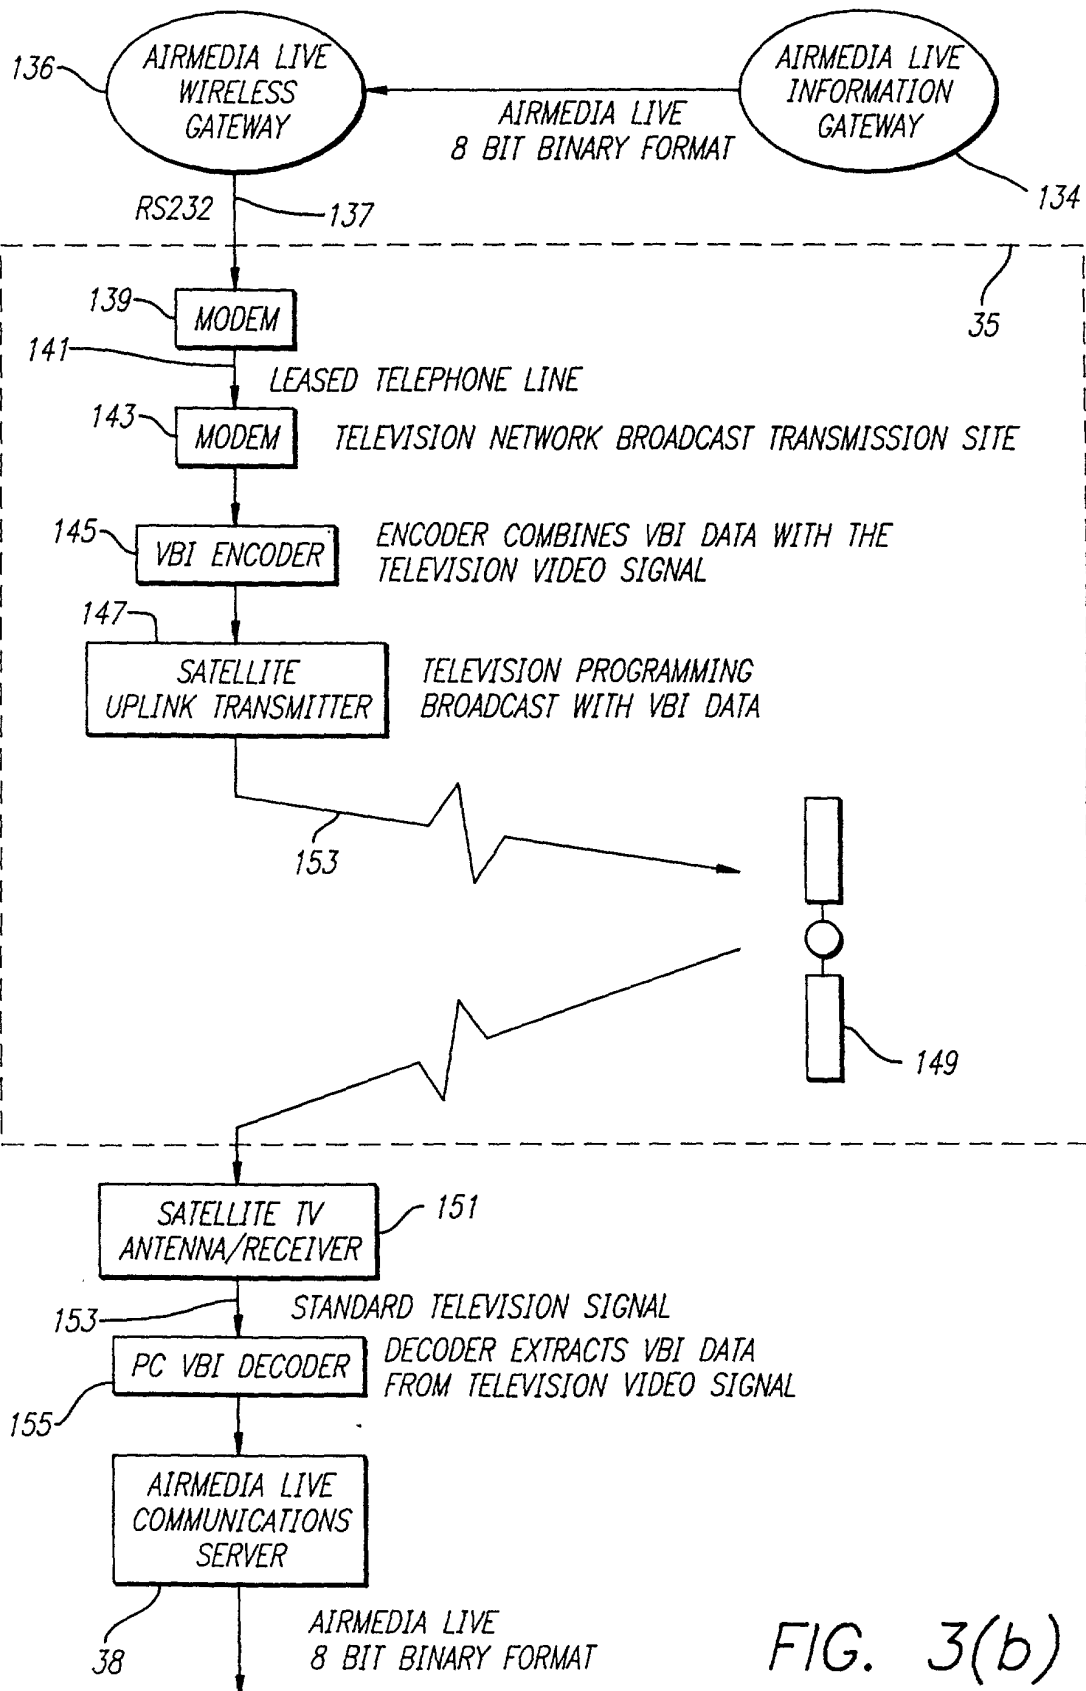 136
AIRMEDIA LIVE
WIRELESS
GATEWAY
AIRMEDIA LIVE
8 BIT BINARY FORMAT
AIRMEDIA LIVE
INFORMATION
GATEWAY
134
RS232
137
35
139
MODEM
141
LEASED TELEPHONE LINE
143
MODEM
TELEVISION NETWORK BROADCAST TRANSMISSION SITE
145
VBI ENCODER
ENCODER COMBINES VBI DATA WITH THE
TELEVISION VIDEO SIGNAL
147
SATELLITE
UPLINK TRANSMITTER
TELEVISION PROGRAMMING
BROADCAST WITH VBI DATA
153
149
SATELLITE TV
ANTENNA/RECEIVER
151
153
STANDARD TELEVISION SIGNAL
PC VBI DECODER
DECODER EXTRACTS VBI DATA
FROM TELEVISION VIDEO SIGNAL
155
AIRMEDIA LIVE
COMMUNICATIONS
SERVER
38
AIRMEDIA LIVE
8 BIT BINARY FORMAT
FIG. 3(b)